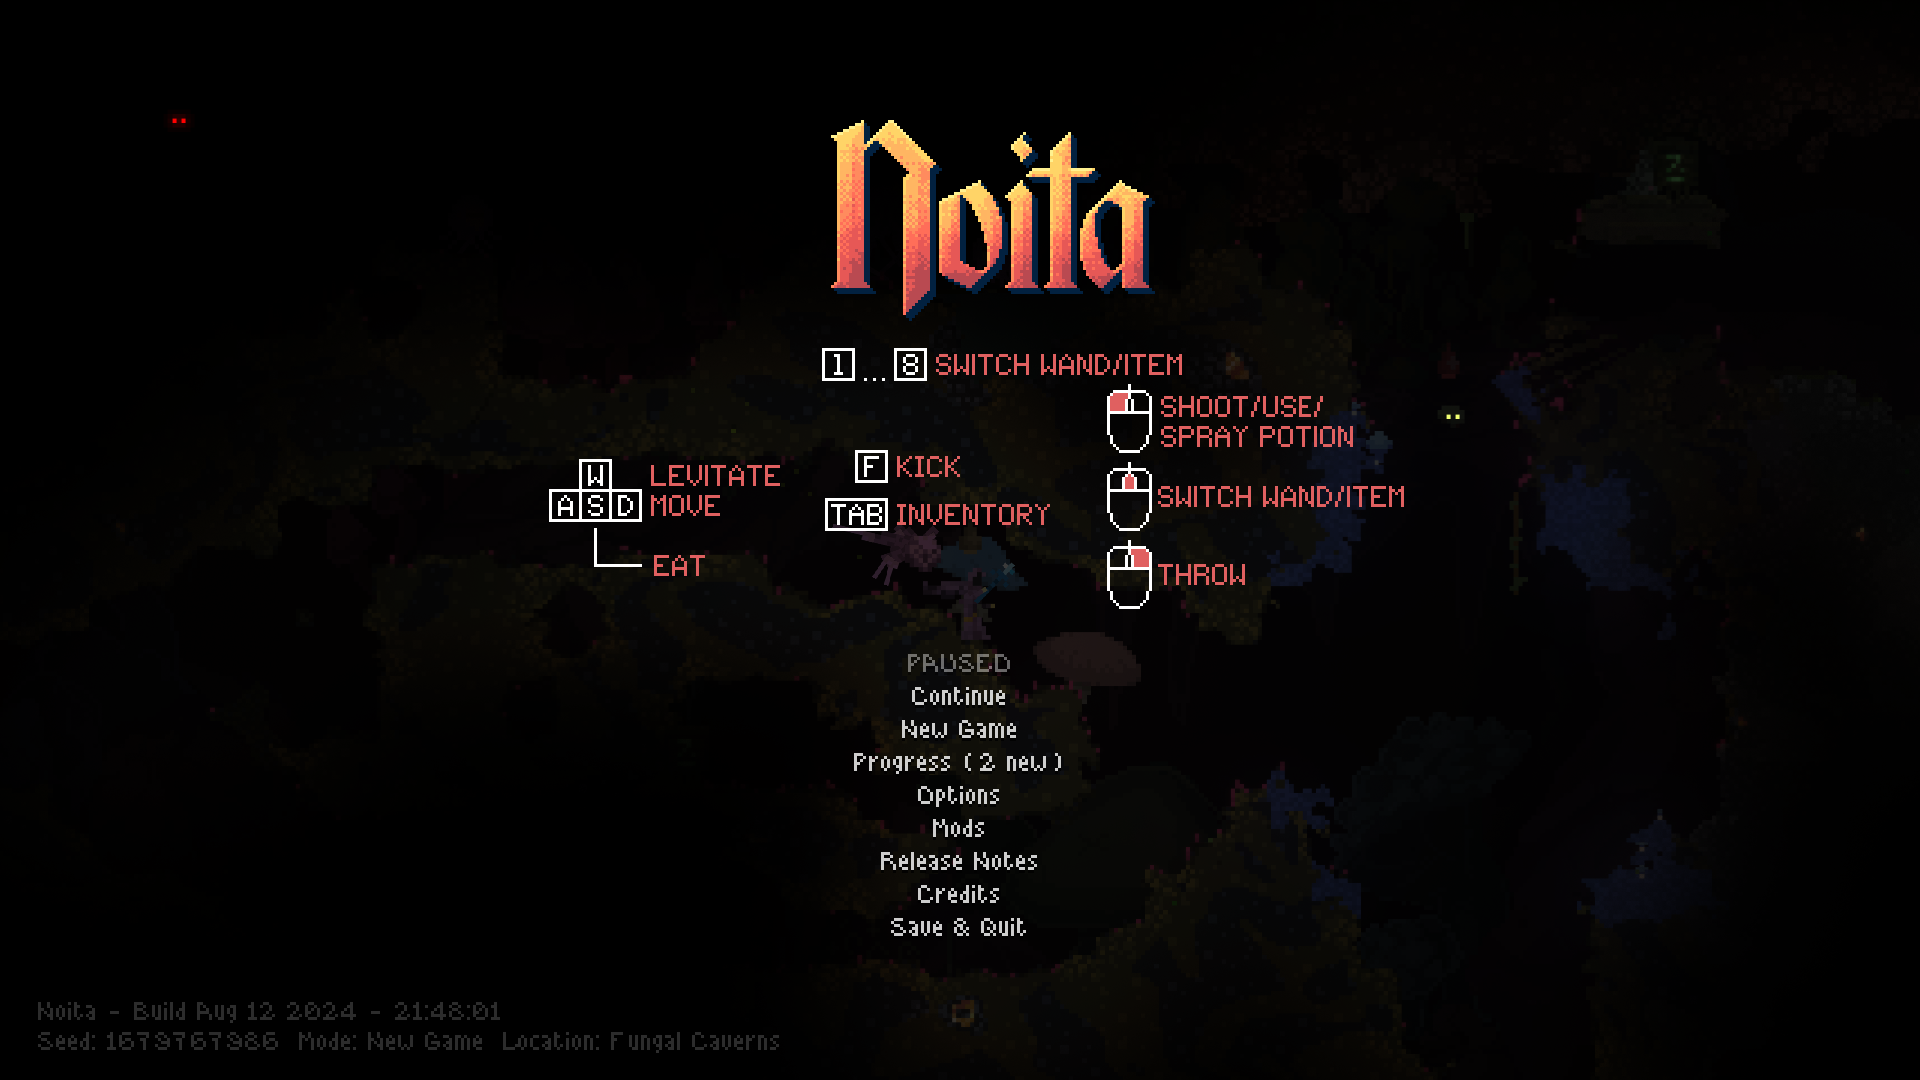 Noita
1 ... 8 SWITCH WAND/ITEM
SHOOT/USE/
SPRAY POTION
W LEVITATE
A S D MOVE
EAT
F KICK
TAB INVENTORY
SWITCH WAND/ITEM
THROW
PAUSED
Continue
New Game
Progress (2 new)
Options
Mods
Release Notes
Credits
Save & Quit
Noita - Build Aug 12 2024 - 21:48:01
Seed: 1679767986 Mode: New Game Location: Fungal Caverns